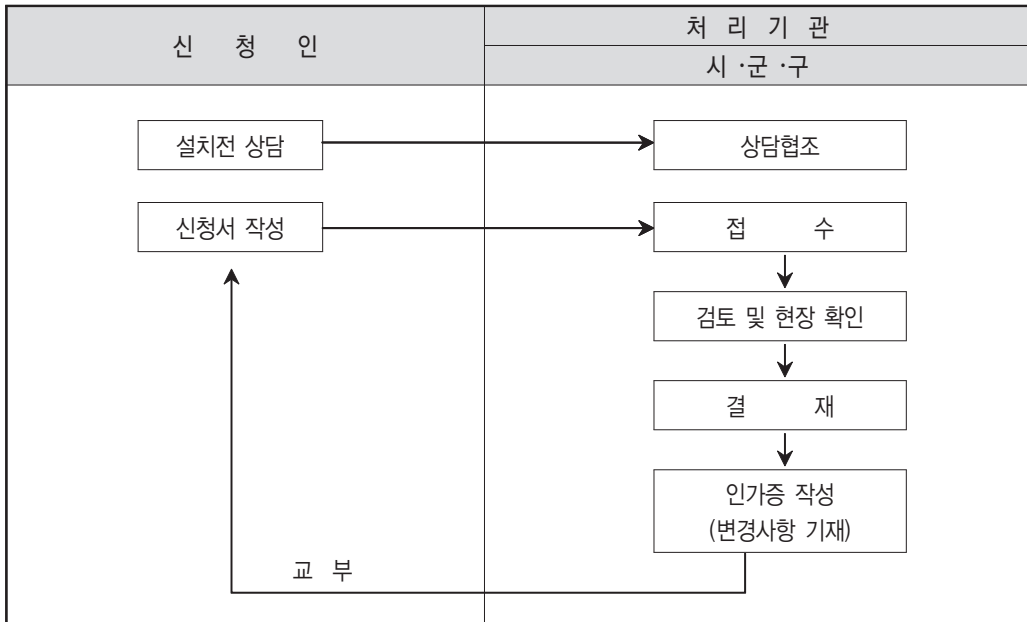 신 청 인
처 리 기 관
시 ·군 ·구
설치전 상담
상담협조
신청서 작성
접 수
검토 및 현장 확인
결 재
인가증 작성
(변경사항 기재)
교 부